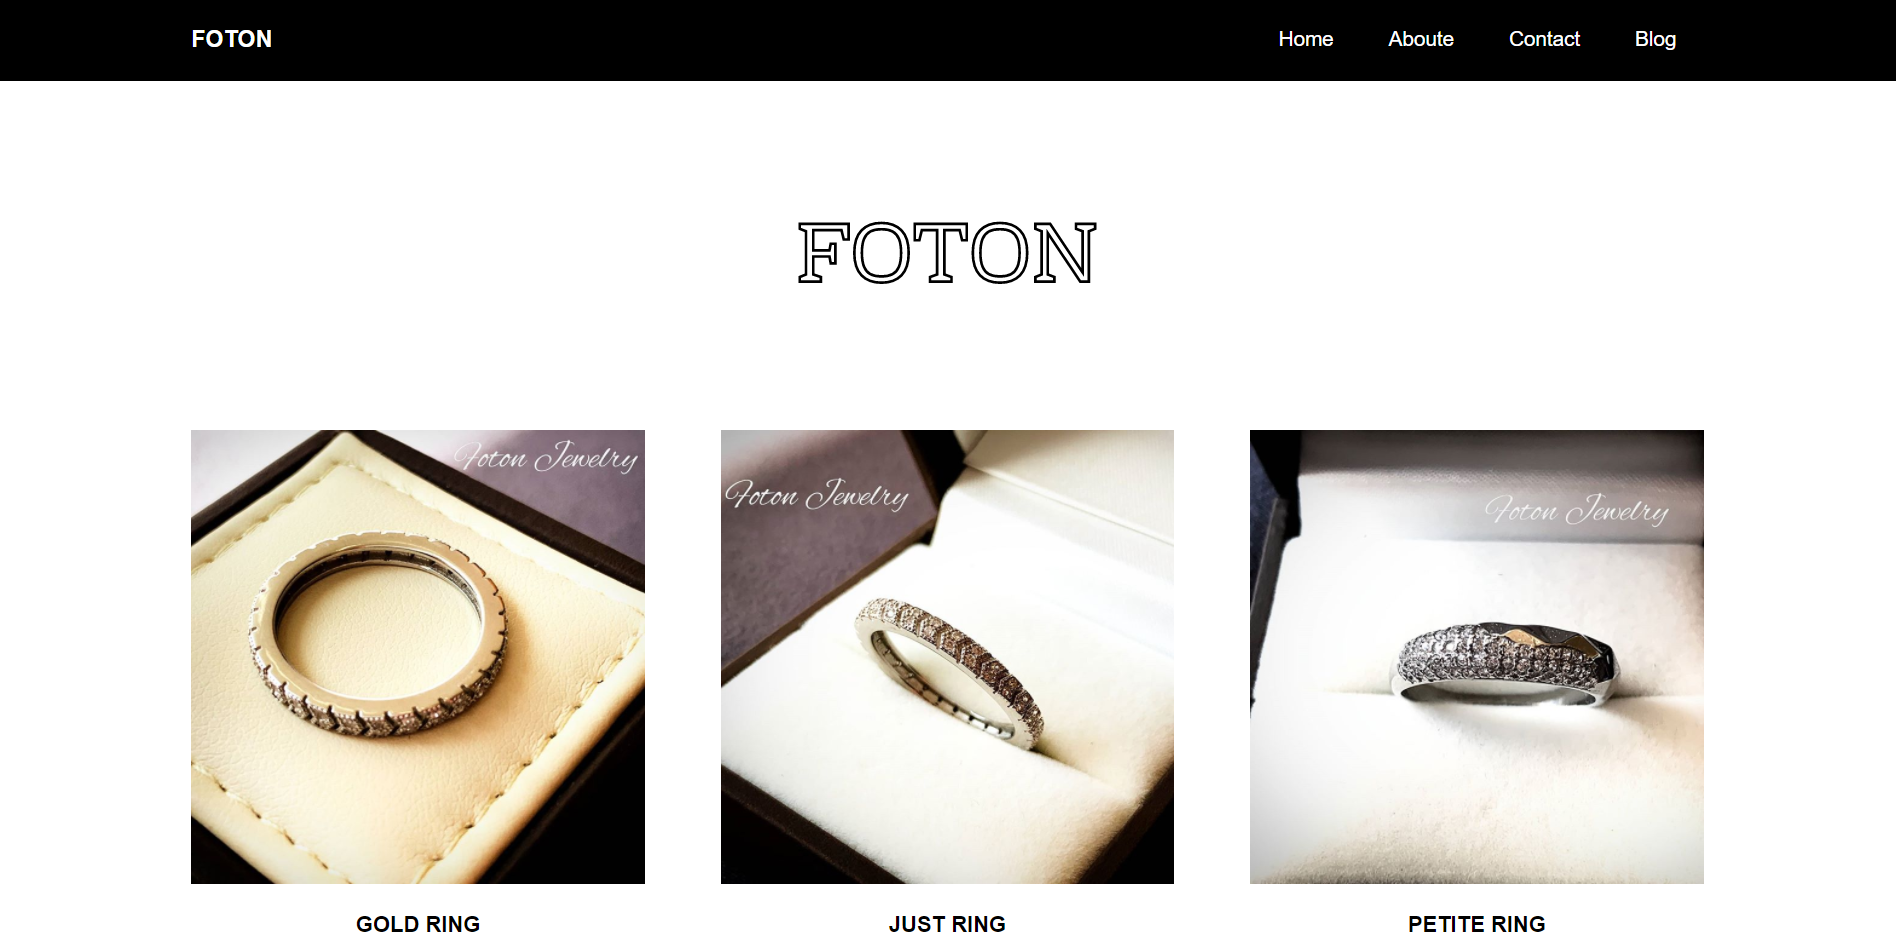 FOTON
Home Aboute Contact Blog
FOTON
Foton Jewelry
Foton Jewelry
Foton Jewelry
GOLD RING
JUST RING
PETITE RING